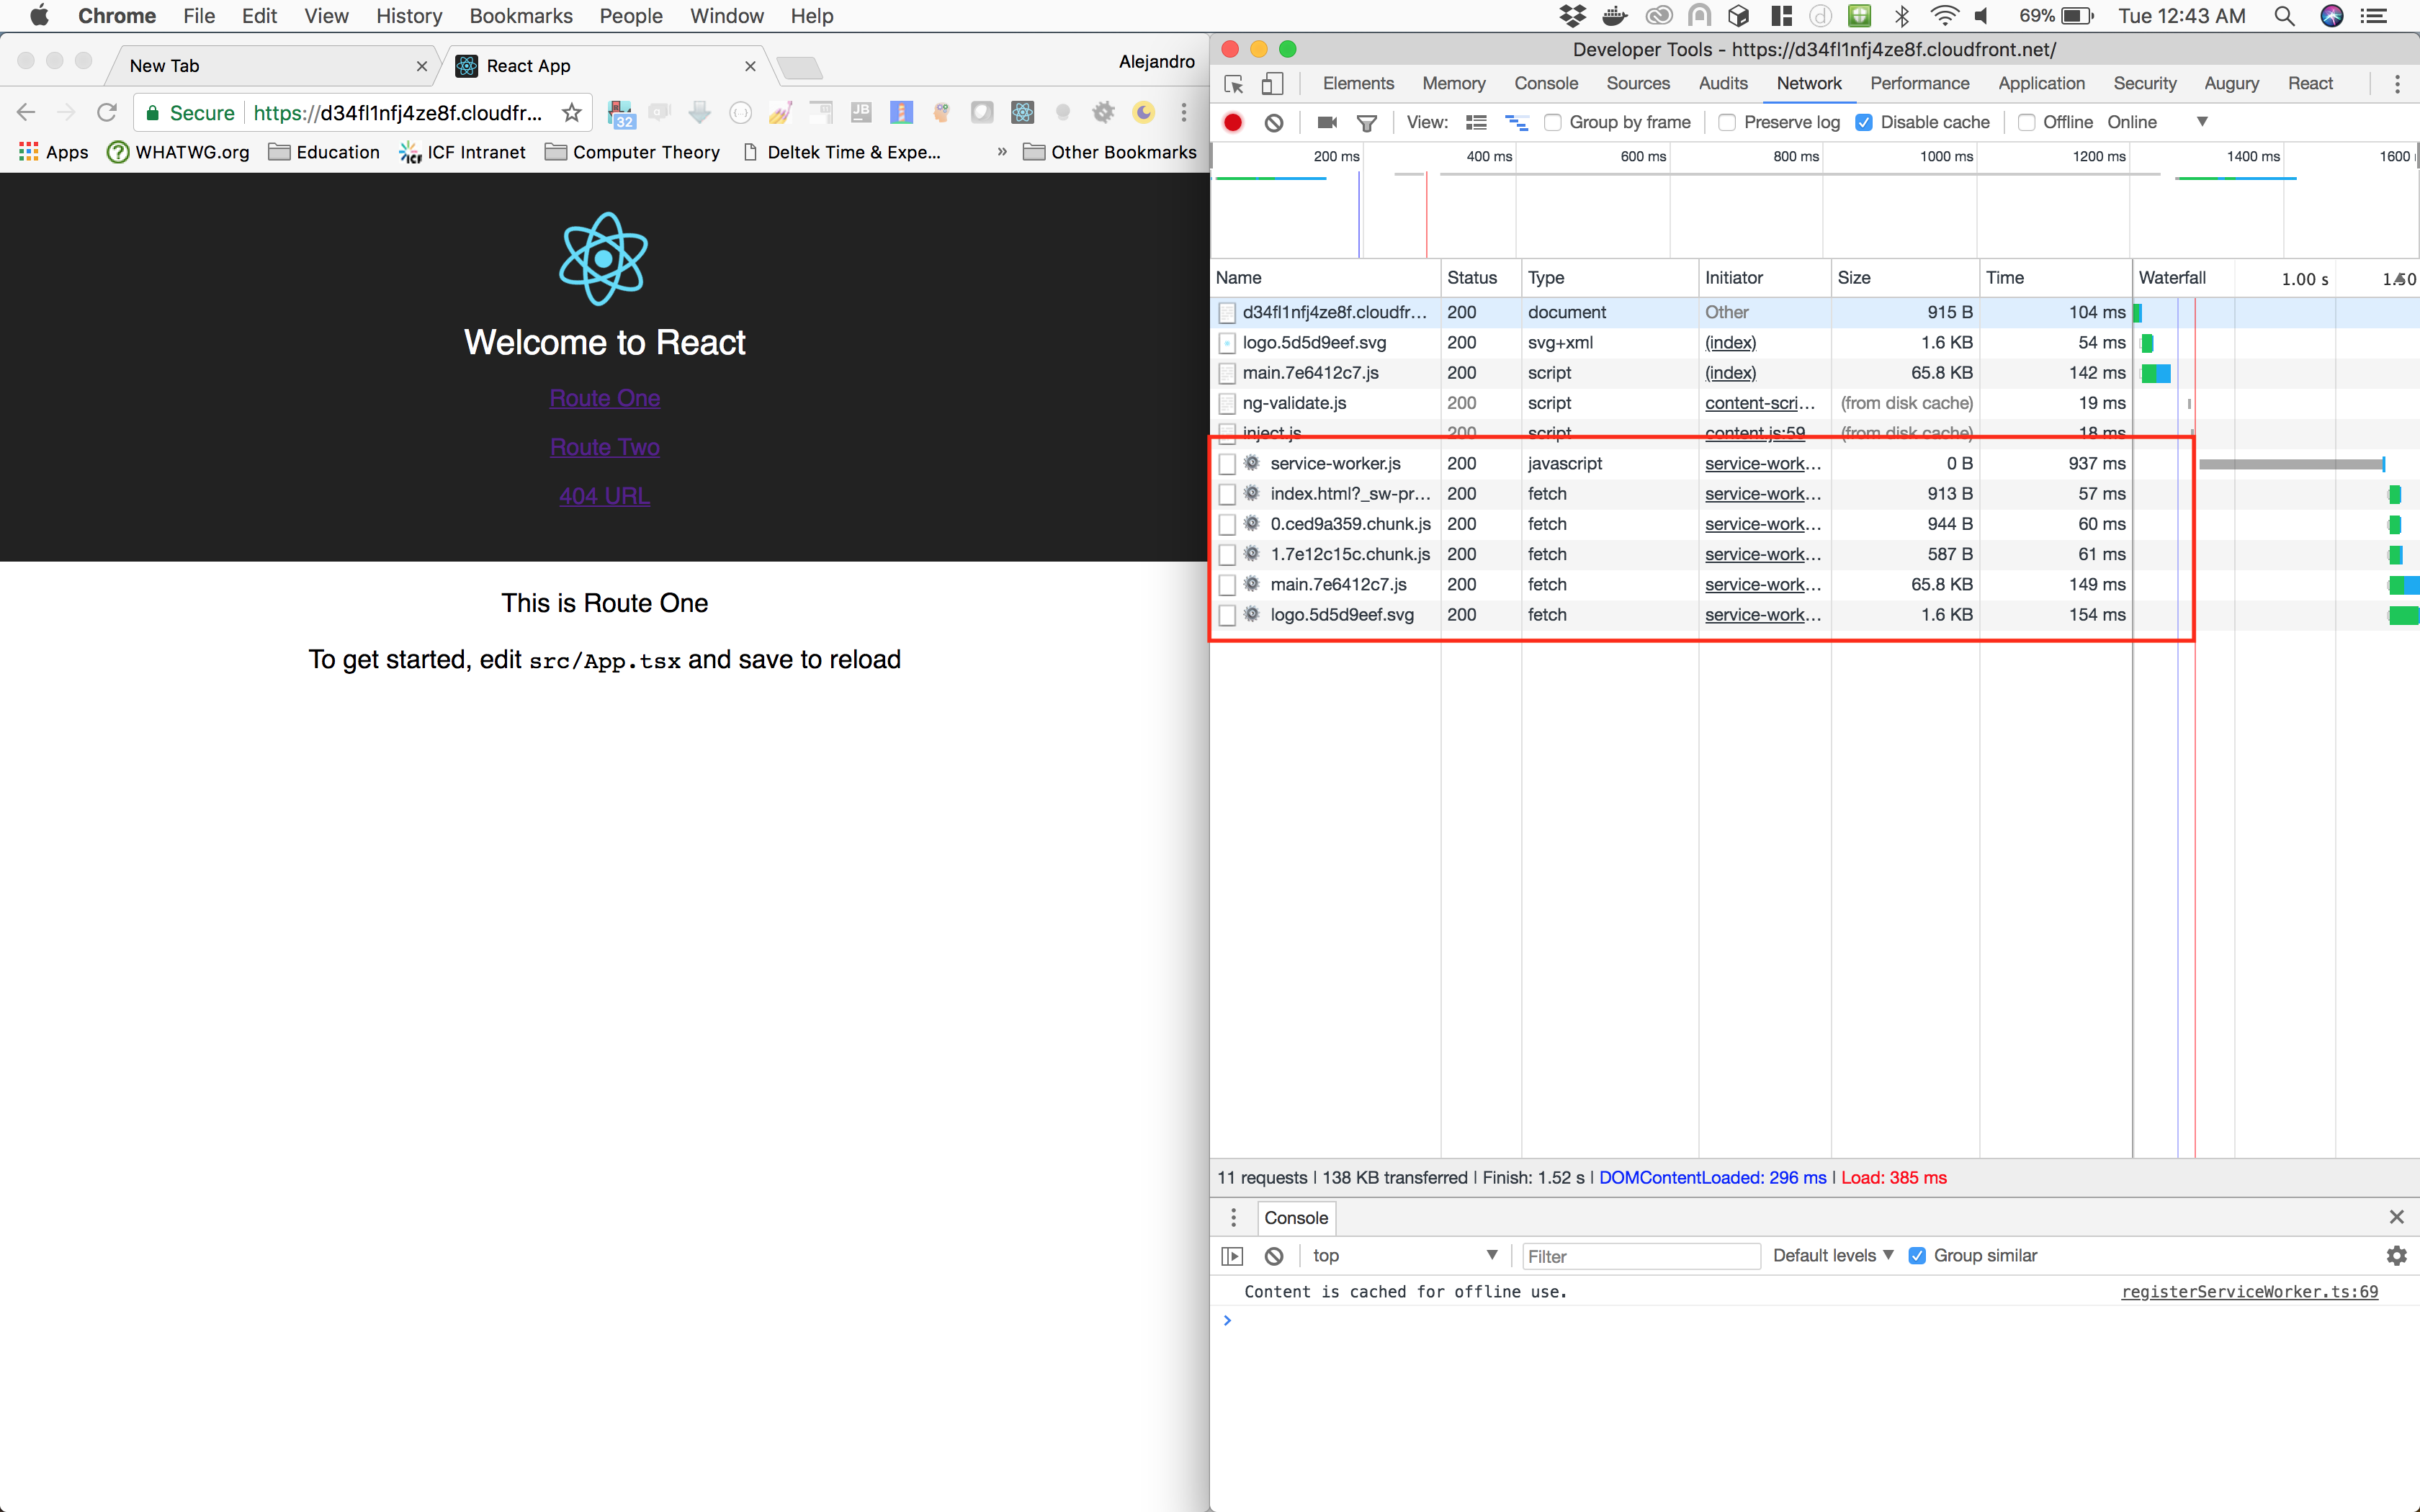 Chrome File Edit View History Bookmarks People Window Help 69% Tue 12:43 AM
New Tab
React App
Alejandro
Secure https://d34fl1nfj4ze8f.cloudfr...
32
JB
Apps WHATWG.org Education ICF ICF Intranet Computer Theory Deltek Time & Expe... » Other Bookmarks
Welcome to React
Route One
Route Two
404 URL
This is Route One
To get started, edit src/App.tsx and save to reload
Developer Tools - https://d34fl1nfj4ze8f.cloudfront.net/
Elements Memory Console Sources Audits Network Performance Application Security Augury React
View: Group by frame Preserve log Disable cache Offline Online
200 ms 400 ms 600 ms 800 ms 1000 ms 1200 ms 1400 ms 1600
Name Status Type Initiator Size Time Waterfall 1.00 s 1.50
d34fl1nfj4ze8f.cloudfr... 200 document Other 915 B 104 ms
logo.5d5d9eef.svg 200 svg+xml (index) 1.6 KB 54 ms
main.7e6412c7.js 200 script (index) 65.8 KB 142 ms
ng-validate.js 200 script content-scri... (from disk cache) 19 ms
inject.js 200 script content.js:59 (from disk cache) 18 ms
service-worker.js 200 javascript service-work... 0 B 937 ms
index.html?_sw-pr... 200 fetch service-work... 913 B 57 ms
0.ced9a359.chunk.js 200 fetch service-work... 944 B 60 ms
1.7e12c15c.chunk.js 200 fetch service-work... 587 B 61 ms
main.7e6412c7.js 200 fetch service-work... 65.8 KB 149 ms
logo.5d5d9eef.svg 200 fetch service-work... 1.6 KB 154 ms
11 requests | 138 KB transferred | Finish: 1.52 s | DOMContentLoaded: 296 ms | Load: 385 ms
Console
top Filter Default levels Group similar
Content is cached for offline use. registerServiceWorker.ts:69
>